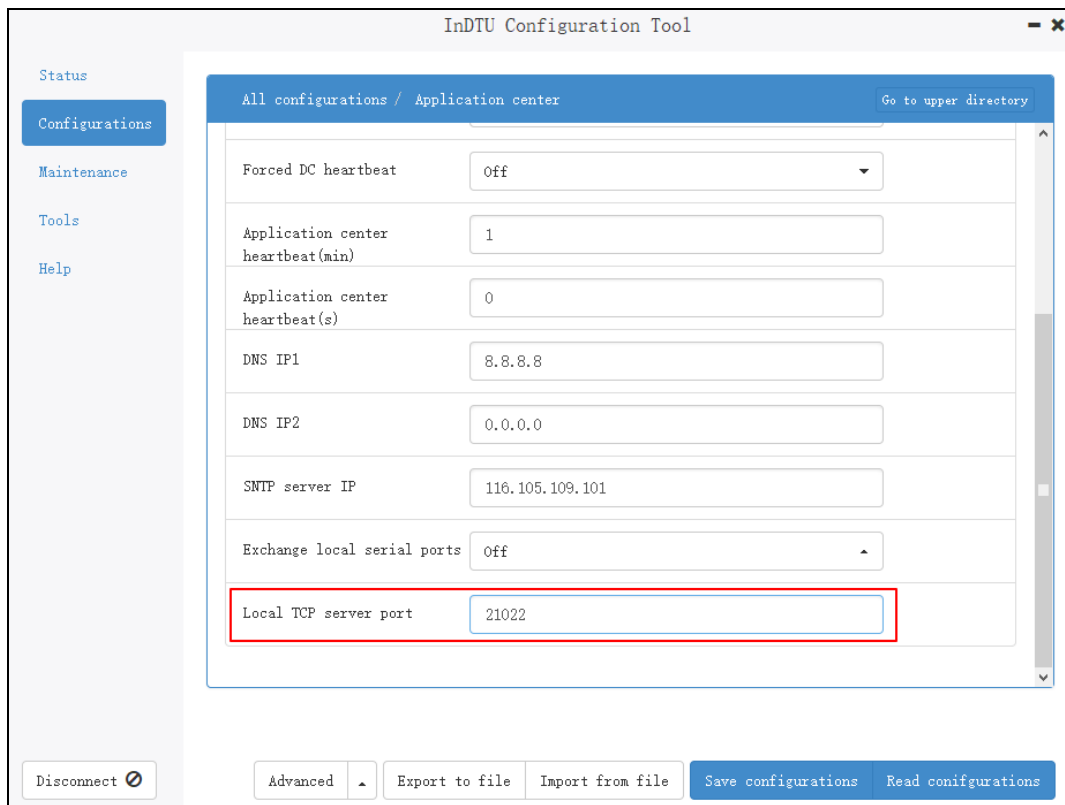 InDTU Configuration Tool
Status
Configurations
Maintenance
Tools
Help
All configurations / Application center
Go to upper directory
Forced DC heartbeat
Off
Application center
heartbeat(min)
1
Application center
heartbeat(s)
0
DNS IP1
8.8.8.8
DNS IP2
0.0.0.0
SNTP server IP
116.105.109.101
Exchange local serial ports
Off
Local TCP server port
21022
Disconnect
Advanced
Export to file
Import from file
Save configurations
Read conifgurations